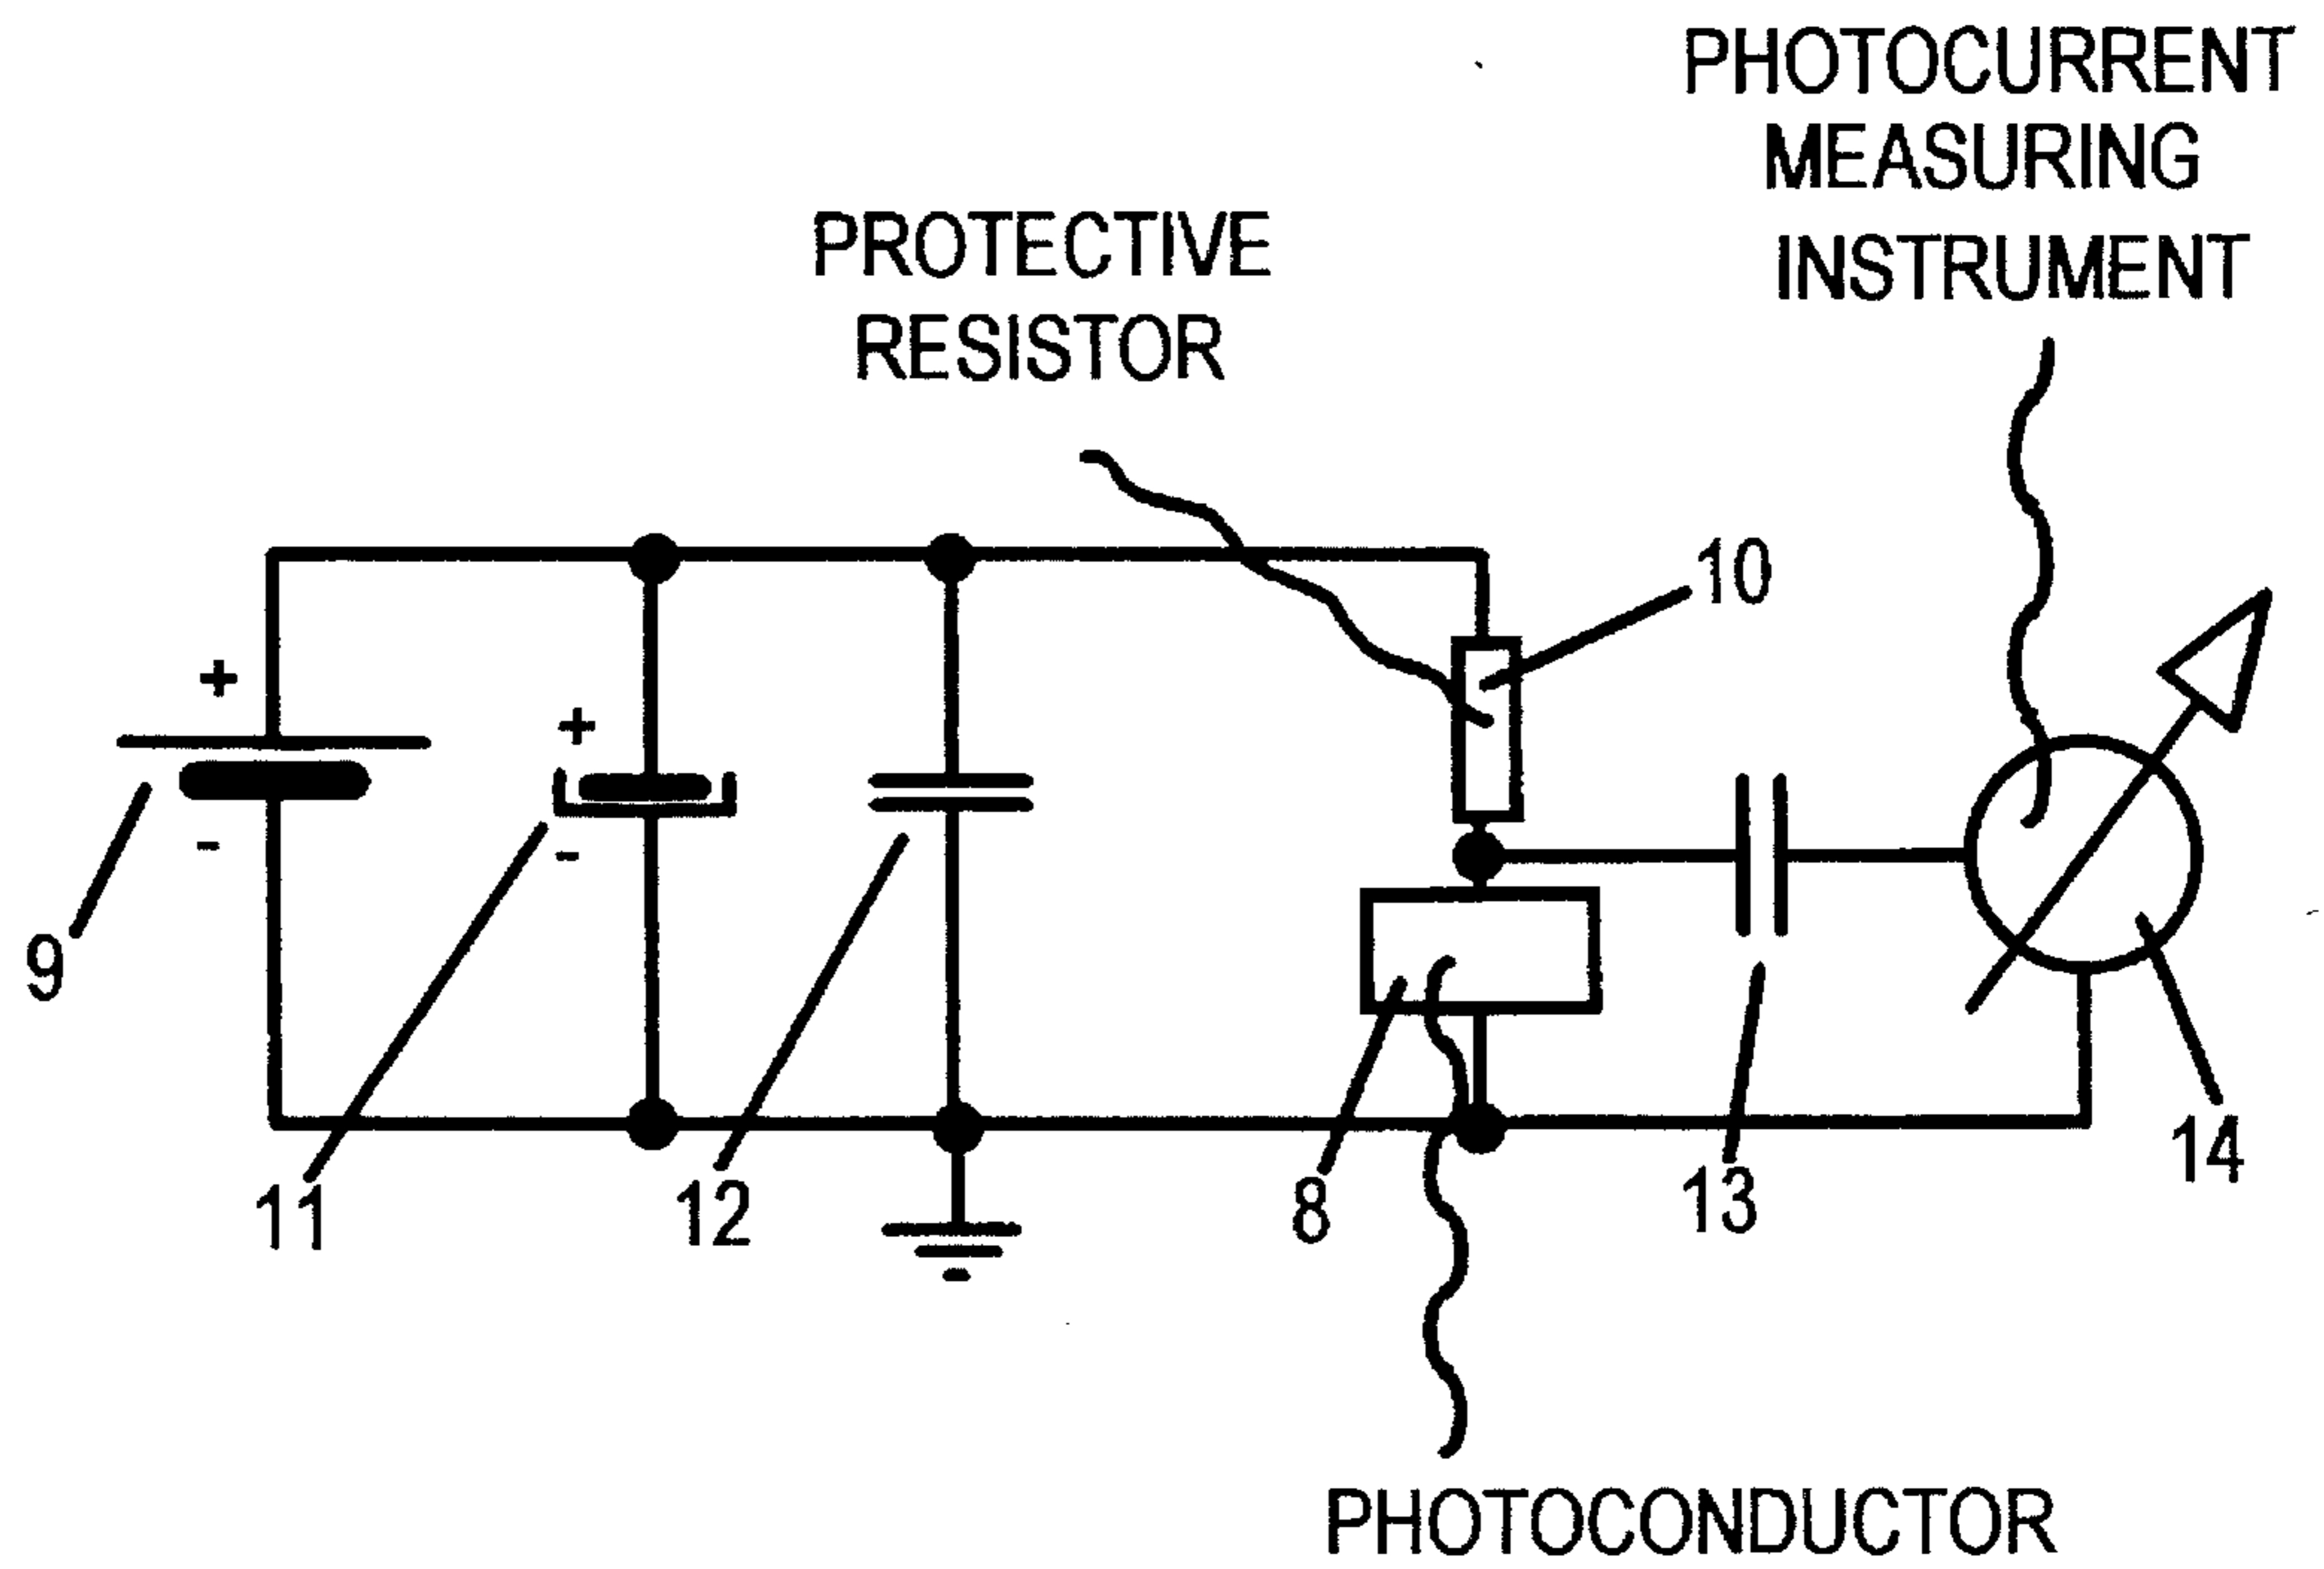 PHOTOCURRENT
MEASURING
INSTRUMENT
PROTECTIVE
RESISTOR
10
+
+
-
-
9
11
12
8
13
14
PHOTOCONDUCTOR